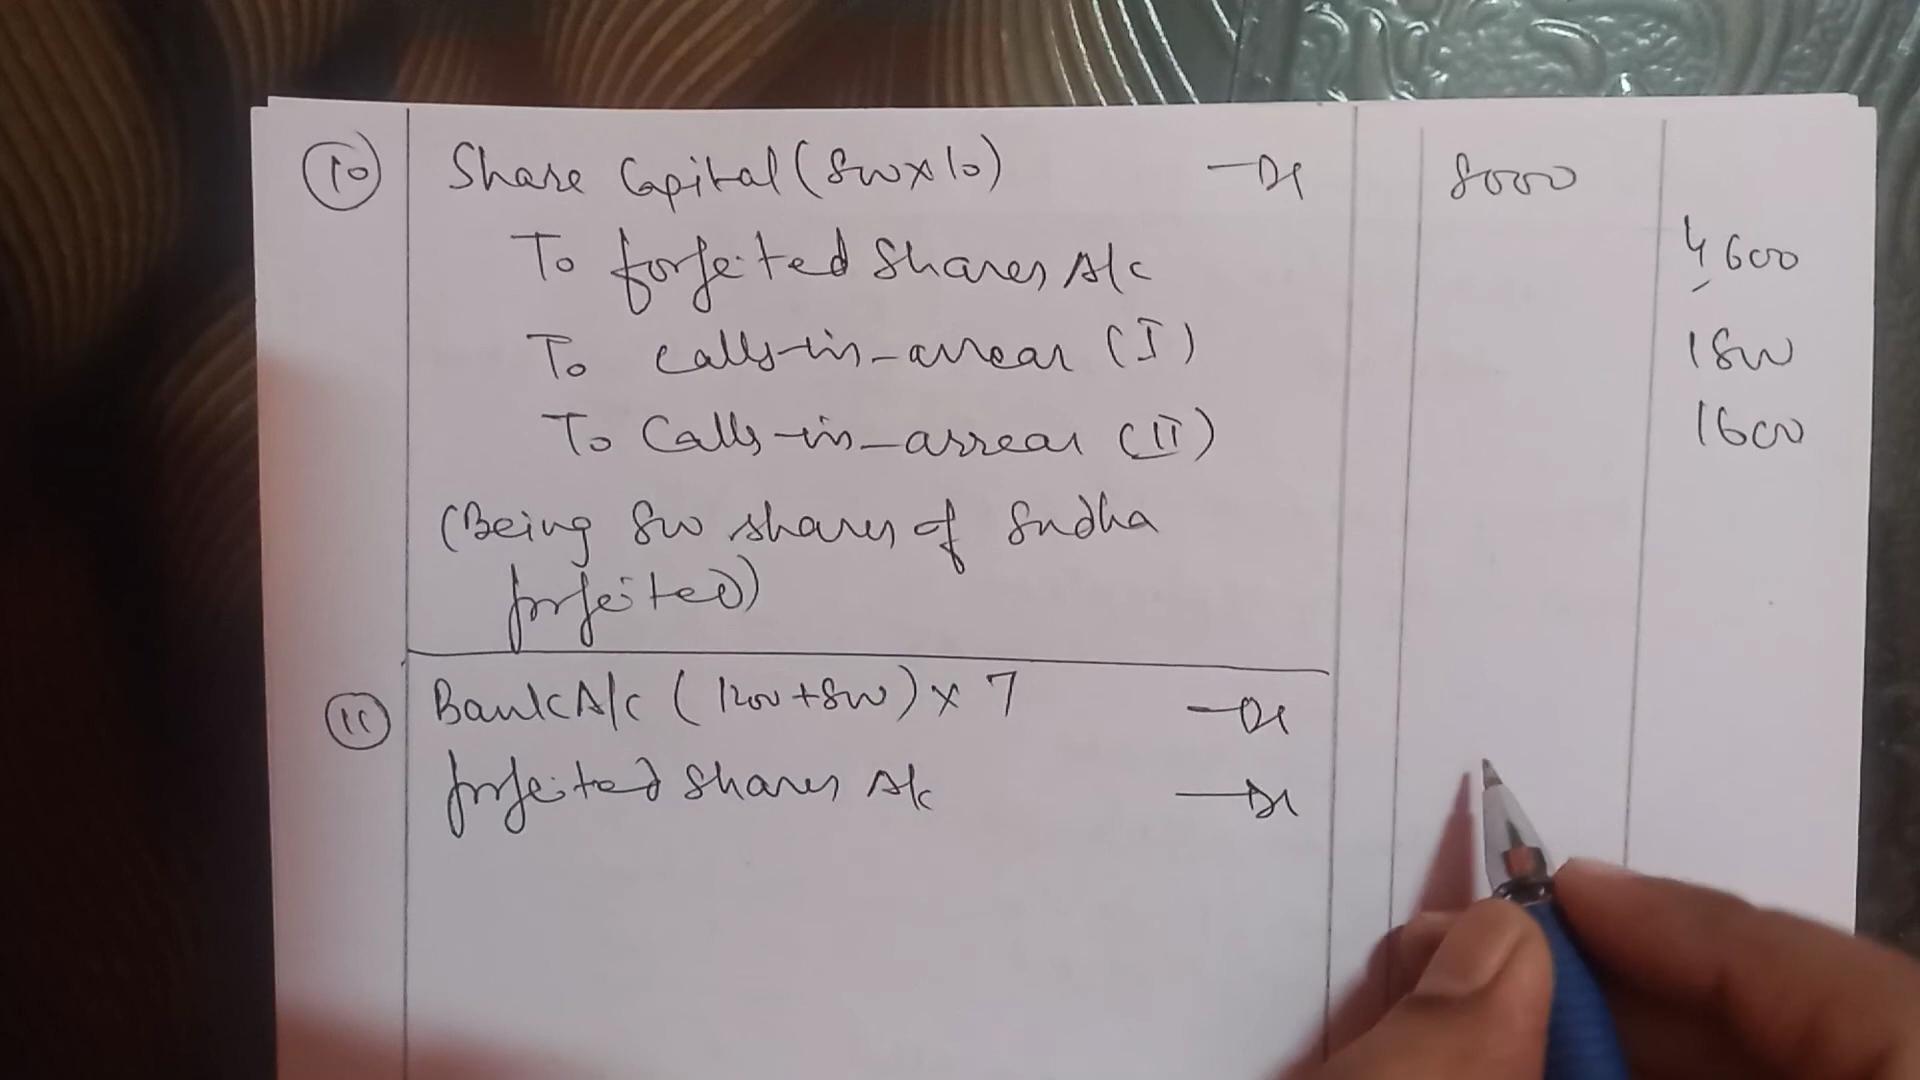 10 Share Capital (800×10) —Dr 8000
To forfeited shares A/c 4600
To calls-in-arrear (I) 1800
To Calls-in-arrear (II) 1600
(Being 800 shares of Sudha
forfeited)
11 Bank A/c (1200+800) × 7 —Dr
forfeited shares A/c —Dr